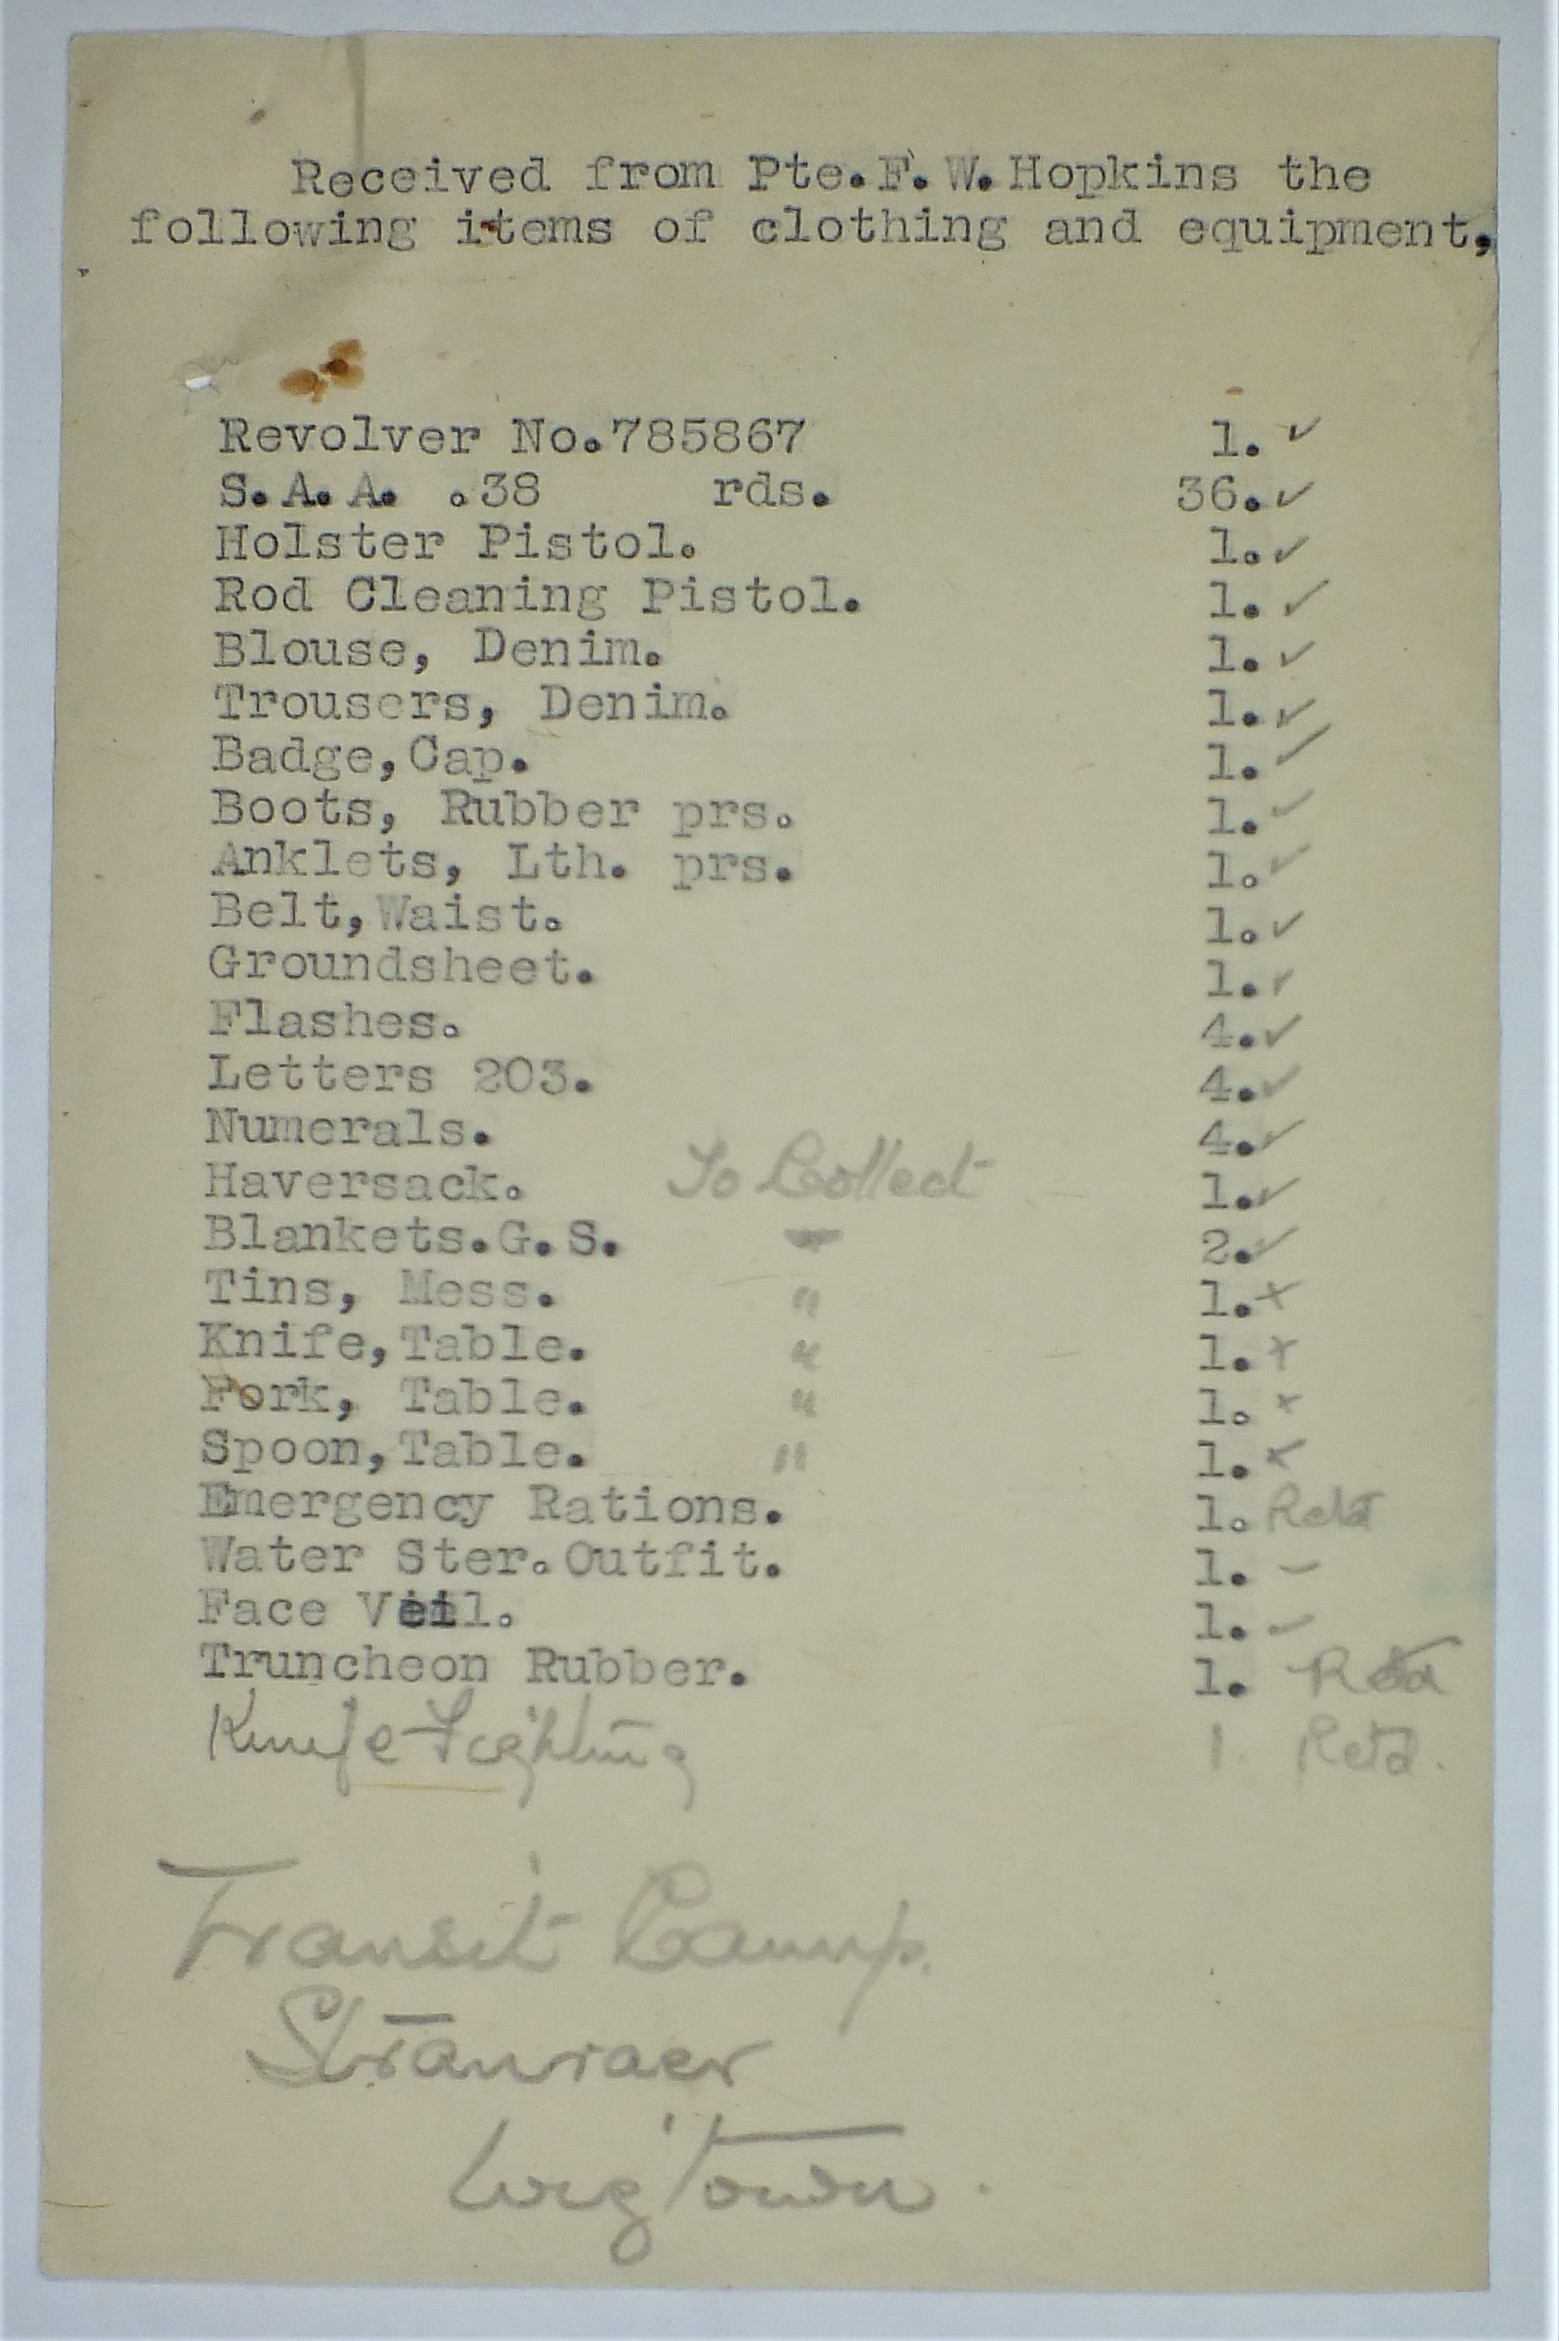 Received from Pte.F.W.Hopkins the
following items of clothing and equipment,
Revolver No.785867 1. ✓
S.A.A. .38 rds. 36. ✓
Holster Pistol. 1. ✓
Rod Cleaning Pistol. 1. ✓
Blouse, Denim. 1. ✓
Trousers, Denim. 1. ✓
Badge,Cap. 1. ✓
Boots, Rubber prs. 1. ✓
Anklets, Lth. prs. 1. ✓
Belt,Waist. 1. ✓
Groundsheet. 1. ✓
Flashes. 4. ✓
Letters 203. 4. ✓
Numerals. 4. ✓
Haversack. To Collect 1. ✓
Blankets.G.S. 2. ✓
Tins, Mess. " 1. x
Knife,Table. " 1. x
Fork, Table. " 1. x
Spoon,Table. " 1. x
Emergency Rations. 1. Retd
Water Ster.Outfit. 1. -
Face Veil. 1. -
Truncheon Rubber. 1. Retd
Knife Fighting 1. Retd.
Transit Camp.
Stranraer
Wigtown.